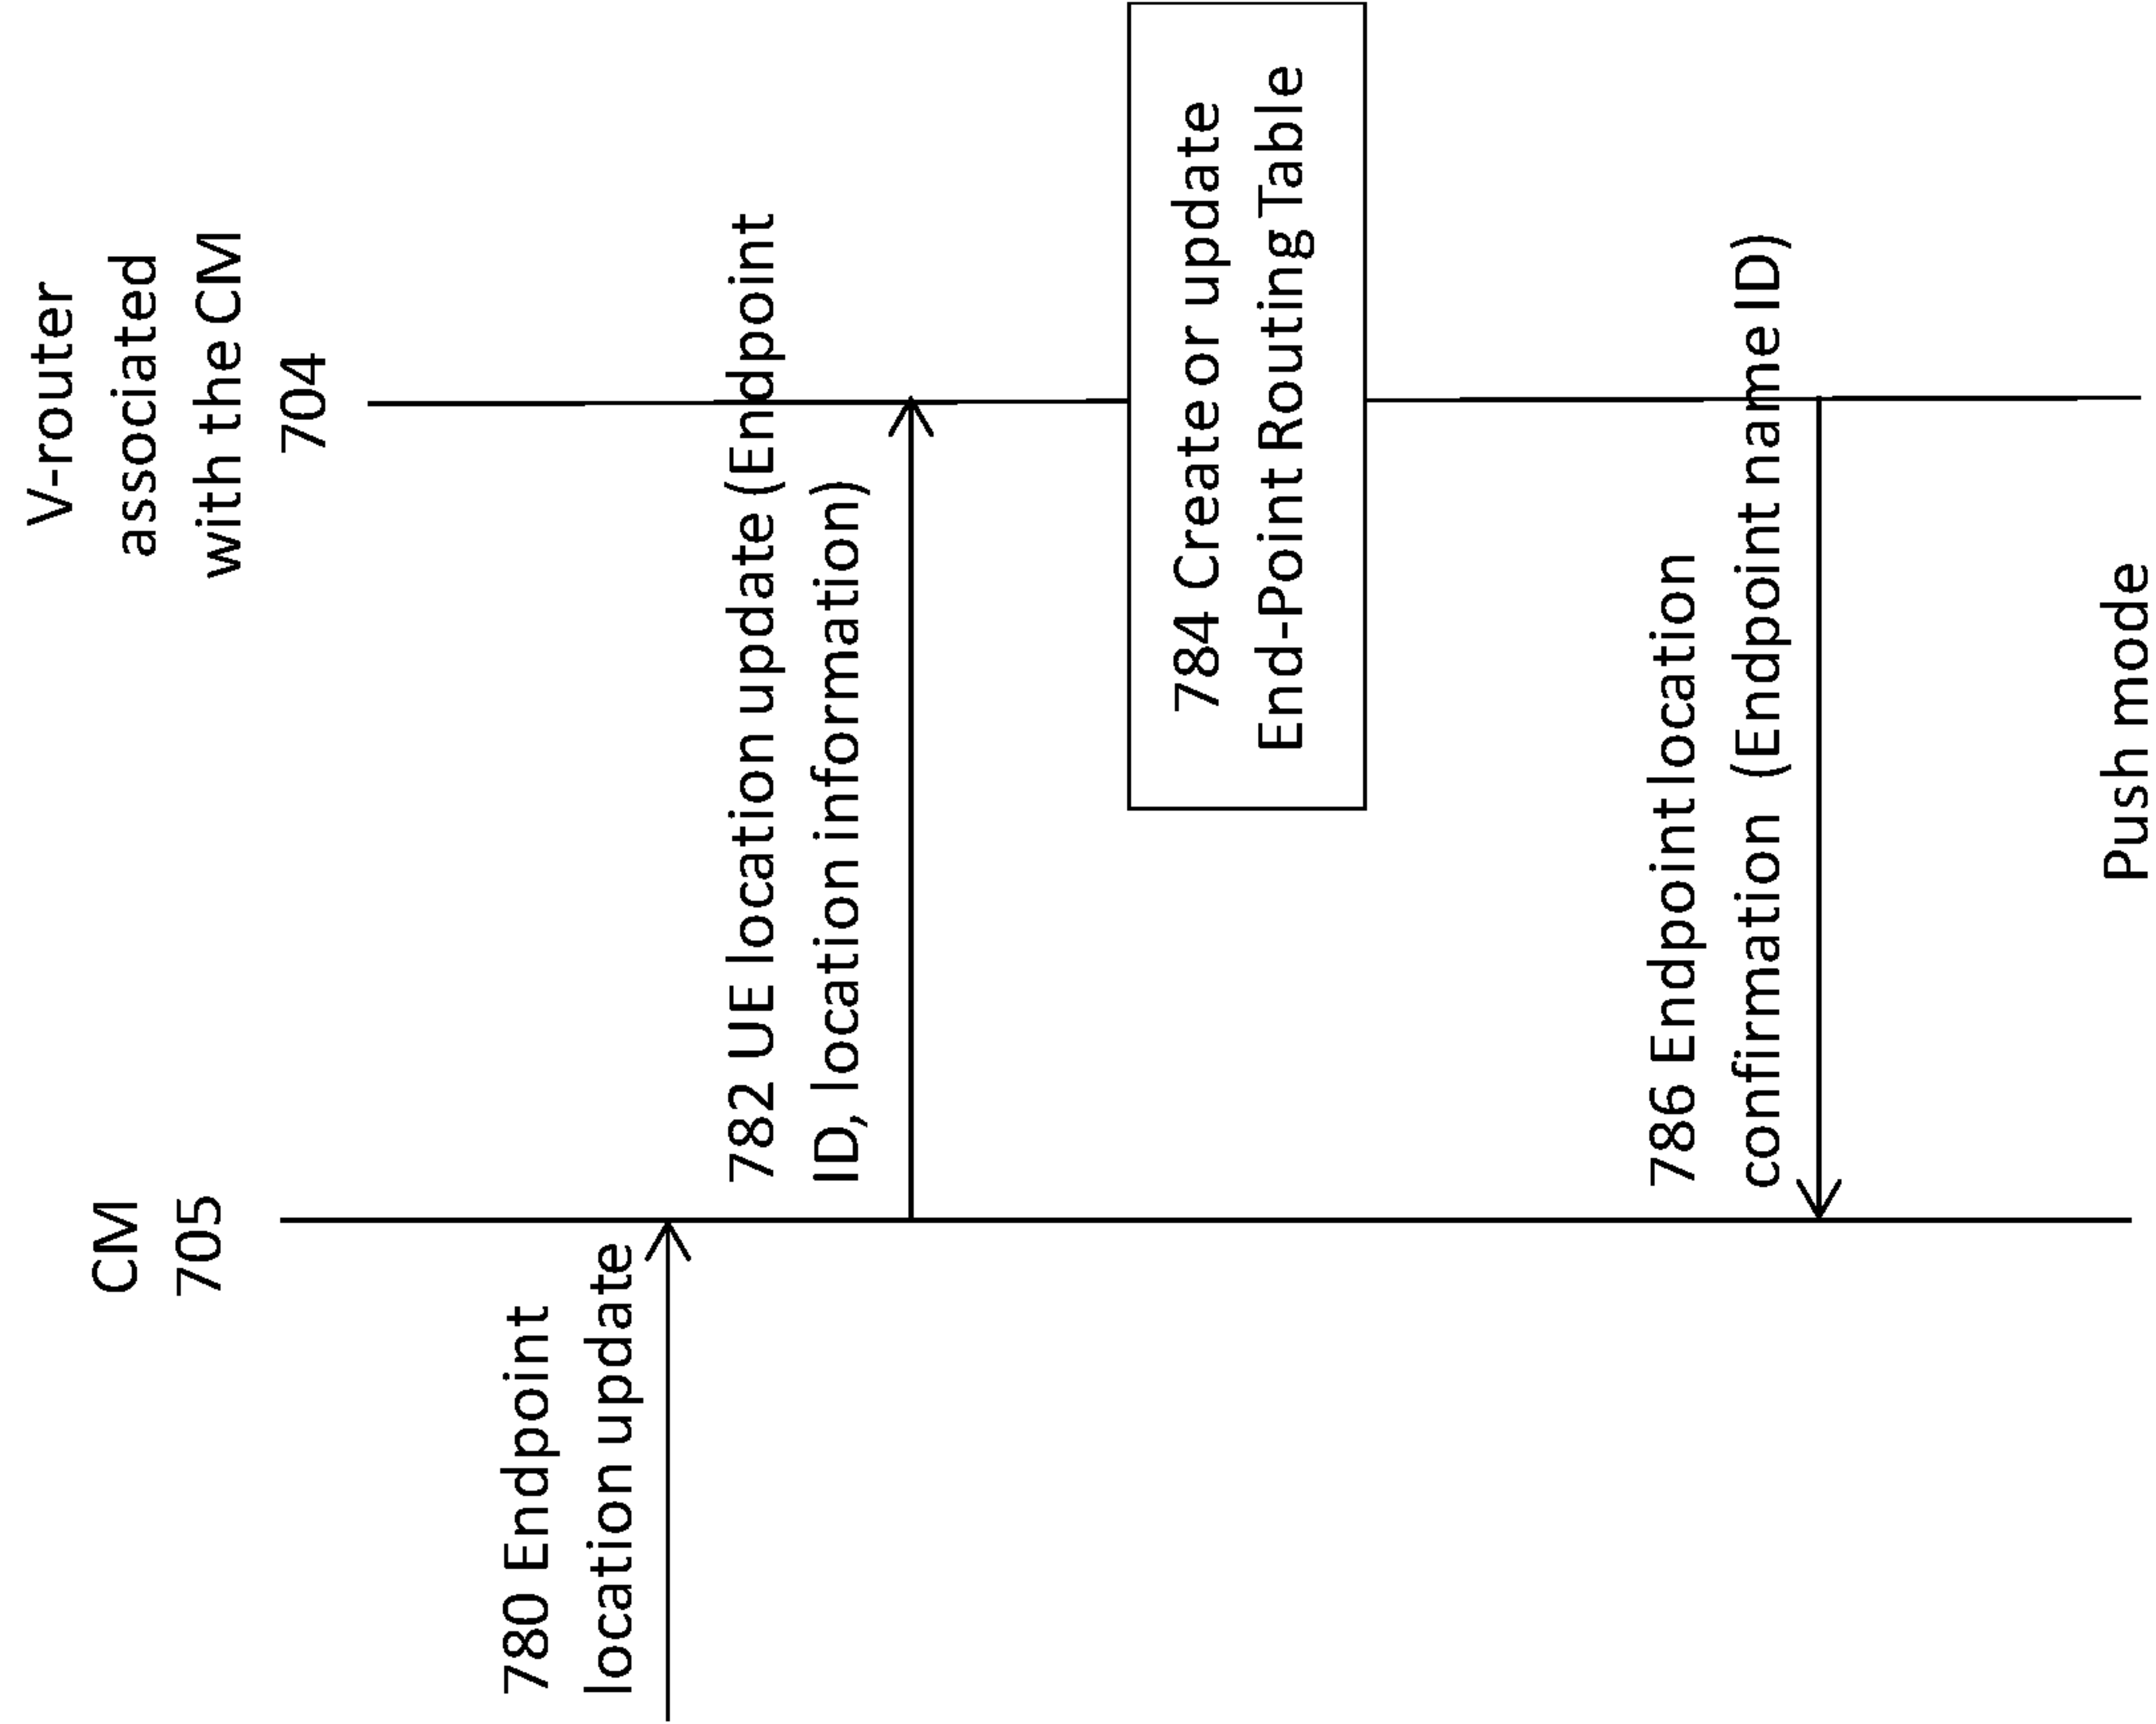 CM
705
V-router
associated
with the CM
704
780 Endpoint
location update
782 UE location update (Endpoint
ID, location information)
784 Create or update
End-Point Routing Table
786 Endpoint location
confirmation (Endpoint name ID)
Push mode